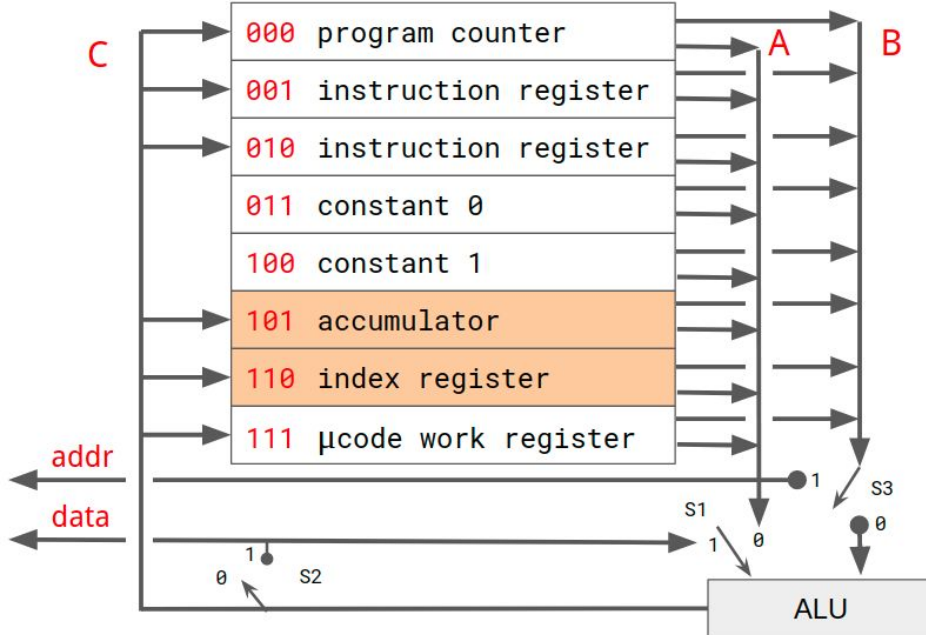 C
000 program counter
A
B
001 instruction register
010 instruction register
011 constant 0
100 constant 1
101 accumulator
110 index register
111 μcode work register
addr
1
S3
data
S1
1
0
0
1
0
S2
ALU